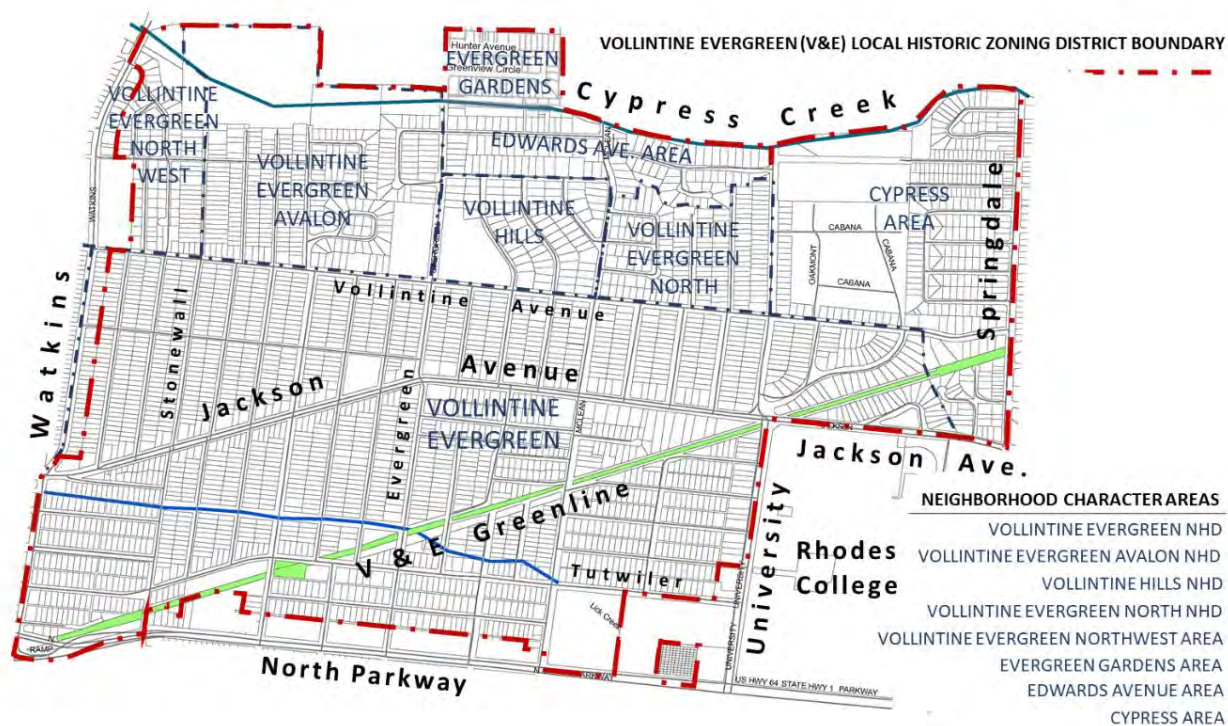 VOLLINTINE EVERGREEN (V&E) LOCAL HISTORIC ZONING DISTRICT BOUNDARY
Hunter Avenue
EVERGREEN
Greenview Circle
GARDENS
Cypress Creek
VOLLINTINE
EVERGREEN
NORTH
WEST
VOLLINTINE
EVERGREEN
AVALON
EDWARDS AVE. AREA
VOLLINTINE
HILLS
VOLLINTINE
EVERGREEN
NORTH
CYPRESS
AREA
CABANA
OAKMONT
CABANA
CABANA
Springdale
WATKINS
Watkins
Vollintine Avenue
Stonewall
Jackson Avenue
Evergreen
VOLLINTINE
EVERGREEN
MCLEAN
JACKSON
Jackson Ave.
V & E Greenline
University
Rhodes
College
Tutwiler
UNIVERSITY
UNIVERSITY
UNIVERSITY
Lick Creek
N
RAMP
North Parkway
N PARKWAY
US HWY 64 STATE HWY 1 PARKWAY
NEIGHBORHOOD CHARACTER AREAS
VOLLINTINE EVERGREEN NHD
VOLLINTINE EVERGREEN AVALON NHD
VOLLINTINE HILLS NHD
VOLLINTINE EVERGREEN NORTH NHD
VOLLINTINE EVERGREEN NORTHWEST AREA
EVERGREEN GARDENS AREA
EDWARDS AVENUE AREA
CYPRESS AREA